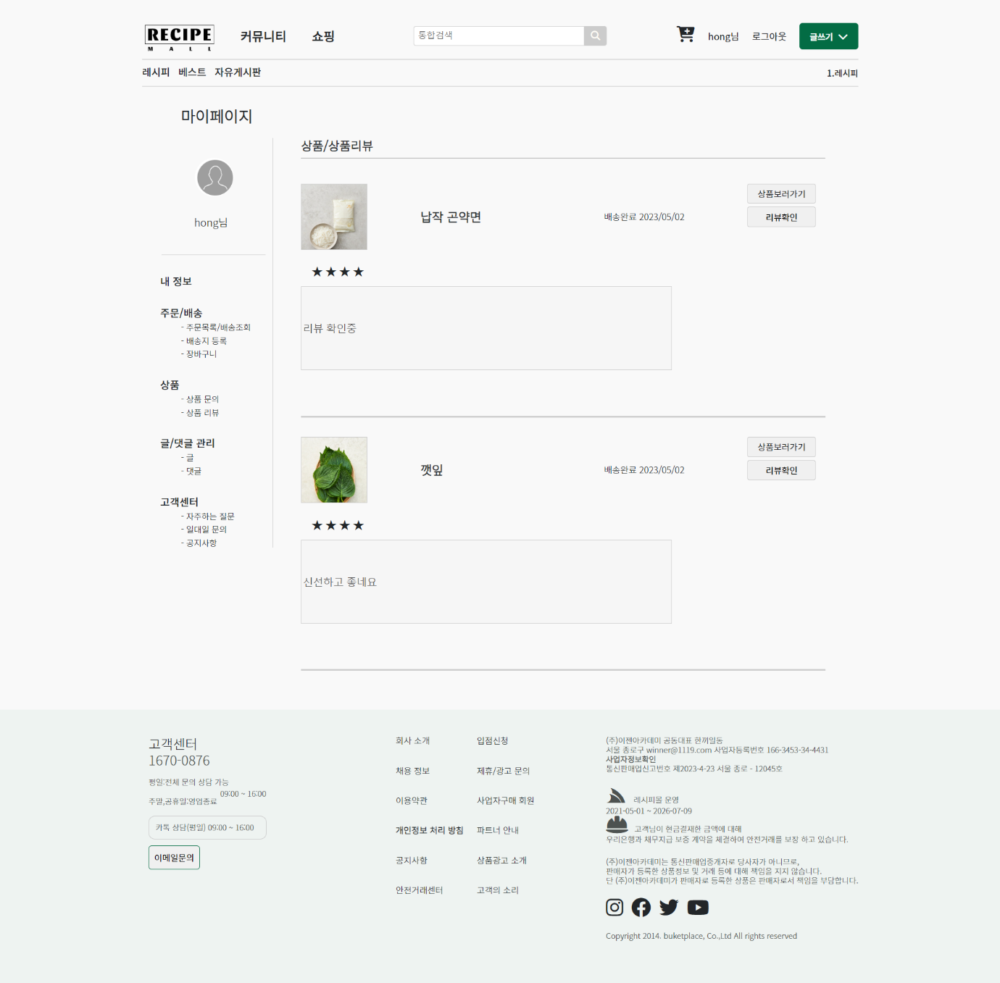 RECIPE
MALL
커뮤니티
쇼핑
통합검색
hong님
로그아웃
글쓰기
레시피
베스트
자유게시판
1.레시피
마이페이지
hong님
내 정보
주문/배송
- 주문목록/배송조회
- 배송지 등록
- 장바구니
상품
- 상품 문의
- 상품 리뷰
글/댓글 관리
- 글
- 댓글
고객센터
- 자주하는 질문
- 일대일 문의
- 공지사항
상품/상품리뷰
납작 곤약면
배송완료 2023/05/02
상품보러가기
리뷰확인
★★★★
리뷰 확인중
깻잎
배송완료 2023/05/02
상품보러가기
리뷰확인
★★★★
신선하고 좋네요
고객센터
1670-0876
평일:전체 문의 상담 가능
09:00 ~ 16:00
주말,공휴일:영업종료
카톡 상담(평일) 09:00 ~ 16:00
이메일문의
회사 소개
채용 정보
이용약관
개인정보 처리 방침
공지사항
안전거래센터
입점신청
제휴/광고 문의
사업자구매 회원
파트너 안내
상품광고 소개
고객의 소리
(주)이젠아카데미 공동대표 한끼일동
서울 종로구 winner@1119.com 사업자등록번호 166-3453-34-4431
사업자정보확인
통신판매업신고번호 제2023-4-23 서울 종로 - 12045호
레시피몰 운영
2021-05-01 ~ 2026-07-09
고객님이 현금결재한 금액에 대해
우리은행과 채무지급 보증 계약을 체결하여 안전거래를 보장 하고 있습니다.
(주)이젠아카데미는 통신판매업중개자로 당사자가 아니므로,
판매자가 등록한 상품정보 및 거래 등에 대해 책임을 지지 않습니다.
단 (주)이젠아카데미가 판매자로 등록한 상품은 판매자로서 책임을 부담합니다.
Copyright 2014. buketplace, Co.,Ltd All rights reserved